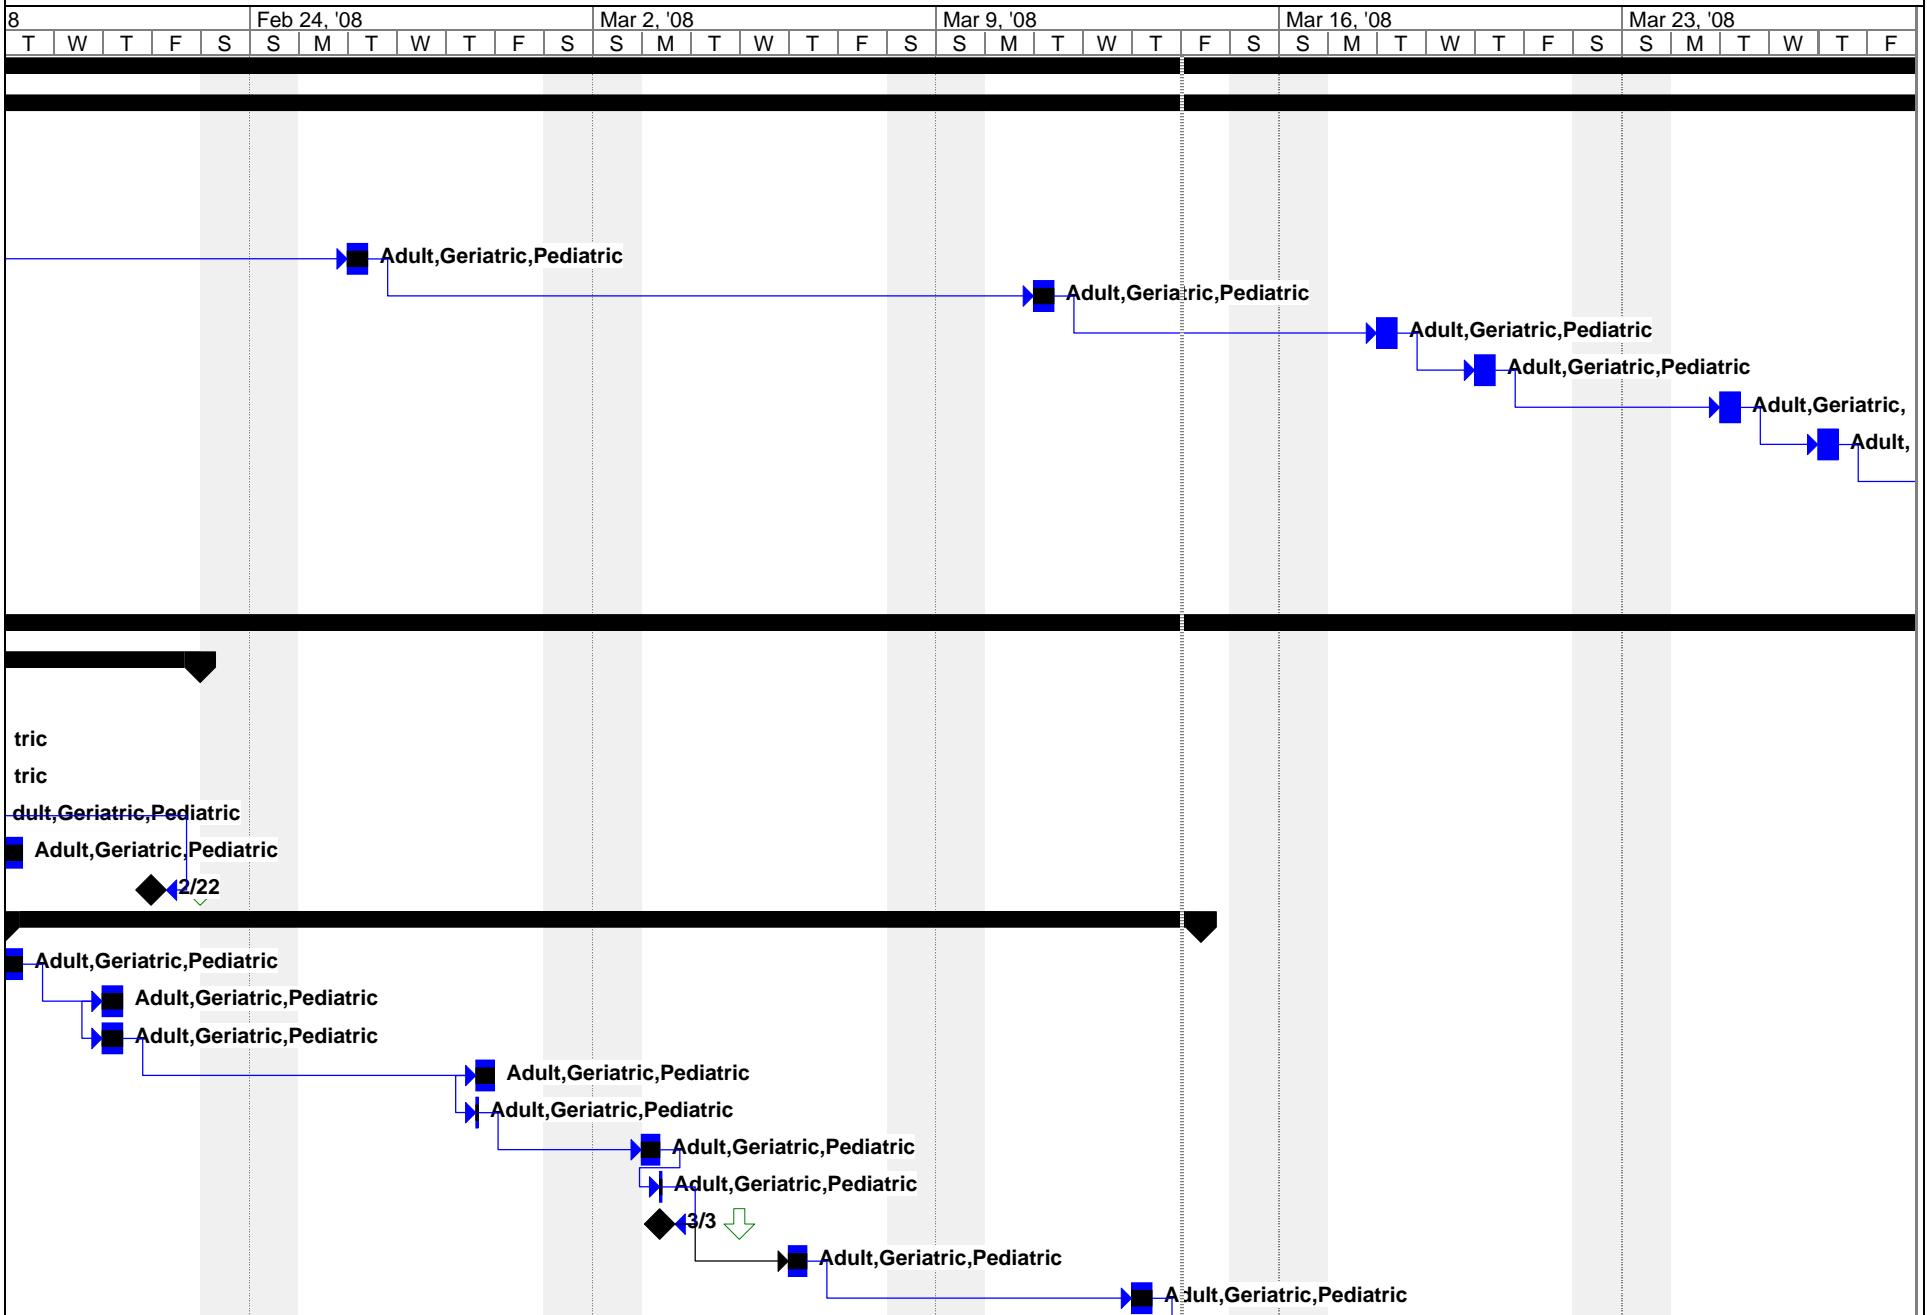 8 Feb 24, '08 Mar 2, '08 Mar 9, '08 Mar 16, '08 Mar 23, '08
T W T F S S M T W T F S S M T W T F S S M T W T F S S M T W T F S S M T W T F
Adult,Geriatric,Pediatric
Adult,Geriatric,Pediatric
Adult,Geriatric,Pediatric
Adult,Geriatric,Pediatric
Adult,Geriatric,
Adult,
tric
tric
dult,Geriatric,Pediatric
Adult,Geriatric,Pediatric
2/22
Adult,Geriatric,Pediatric
Adult,Geriatric,Pediatric
Adult,Geriatric,Pediatric
Adult,Geriatric,Pediatric
Adult,Geriatric,Pediatric
Adult,Geriatric,Pediatric
Adult,Geriatric,Pediatric
3/3
Adult,Geriatric,Pediatric
Adult,Geriatric,Pediatric